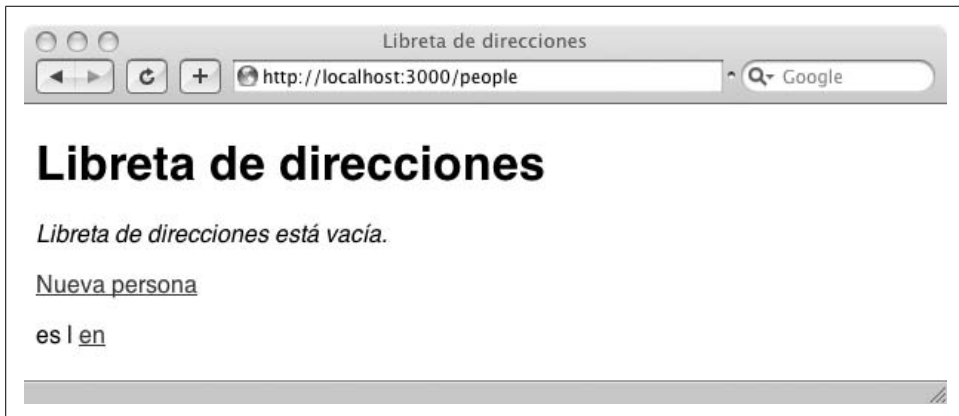 Libreta de direcciones
http://localhost:3000/people
Google
Libreta de direcciones
Libreta de direcciones está vacía.
Nueva persona
es | en